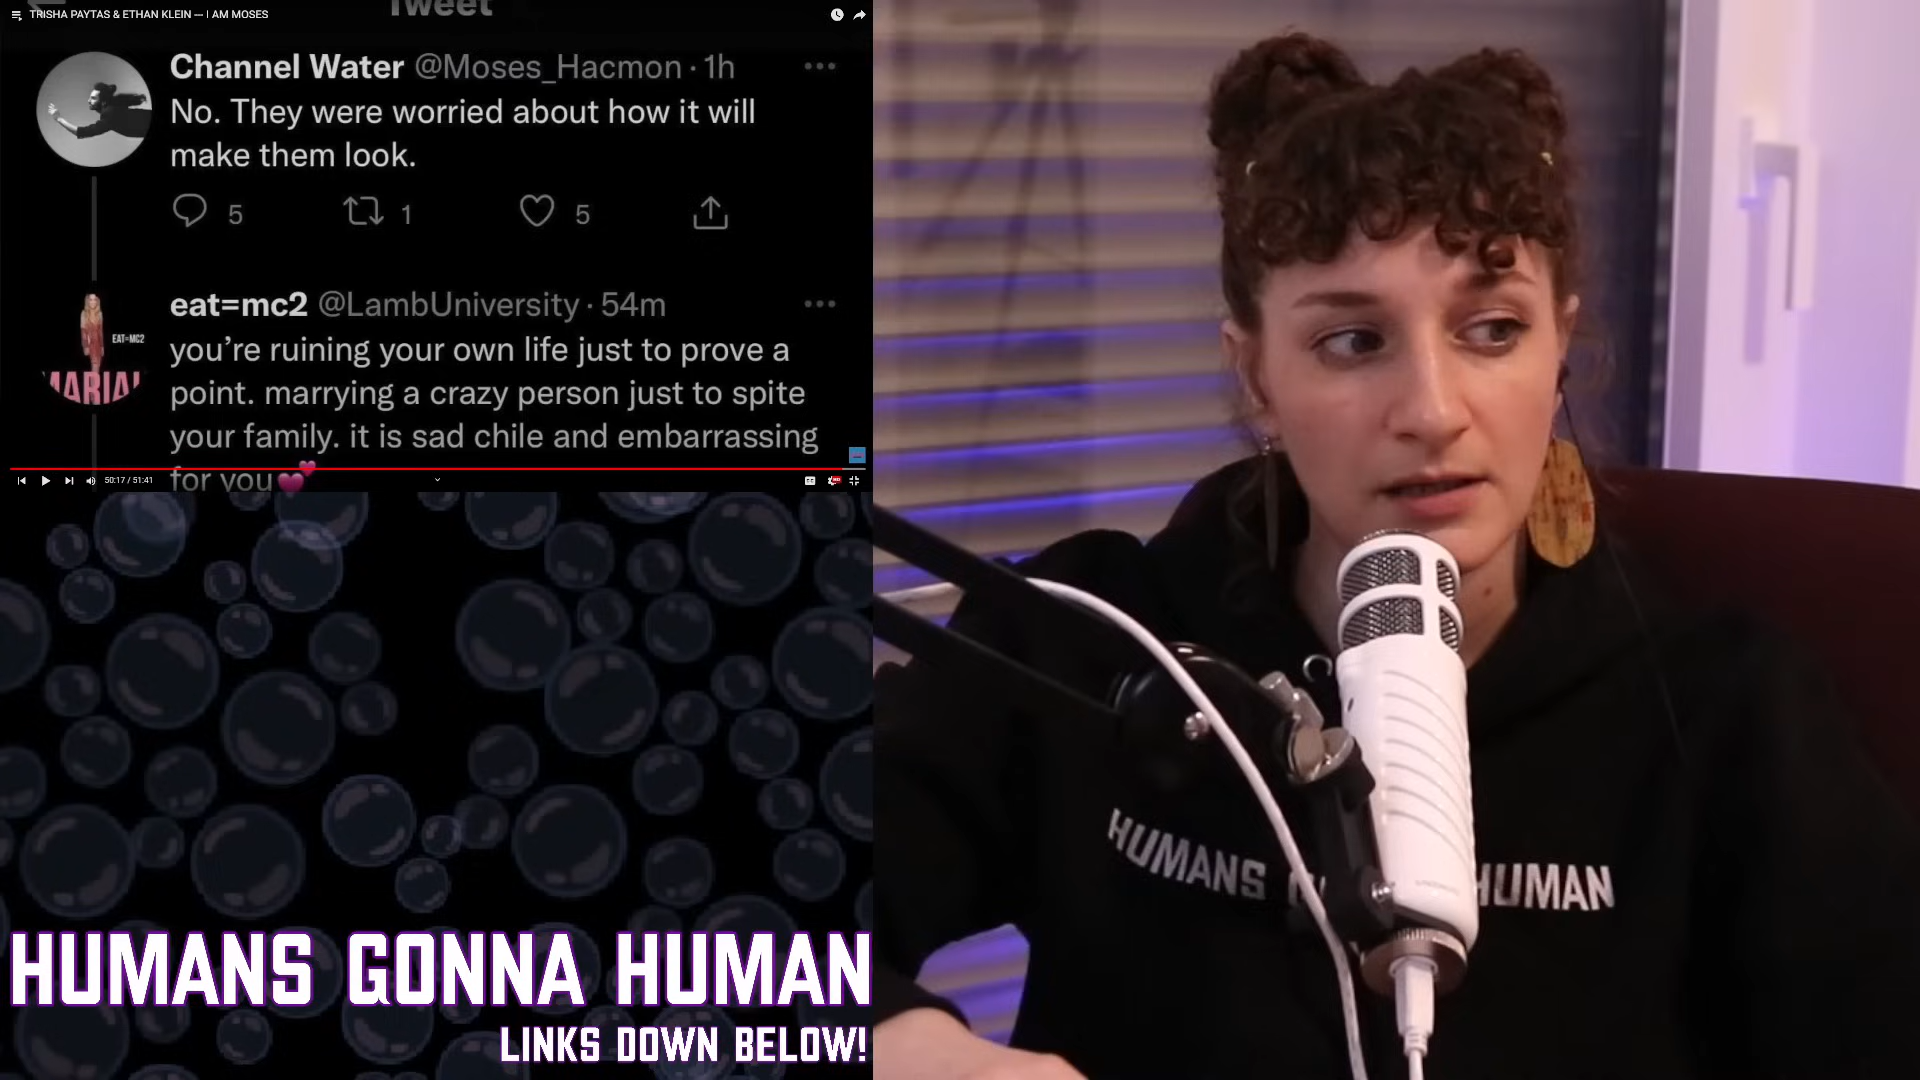 Tweet
TRISHA PAYTAS & ETHAN KLEIN — I AM MOSES
Channel Water @Moses_Hacmon · 1h
No. They were worried about how it will
make them look.
5 1 5
eat=mc2 @LambUniversity · 54m
EAT=MC2
you’re ruining your own life just to prove a
MARIAH
point. marrying a crazy person just to spite
your family. it is sad chile and embarrassing
for you💕
50:17 / 51:41
HUMANS GONNA HUMAN
LINKS DOWN BELOW!
HUMANS HUMAN